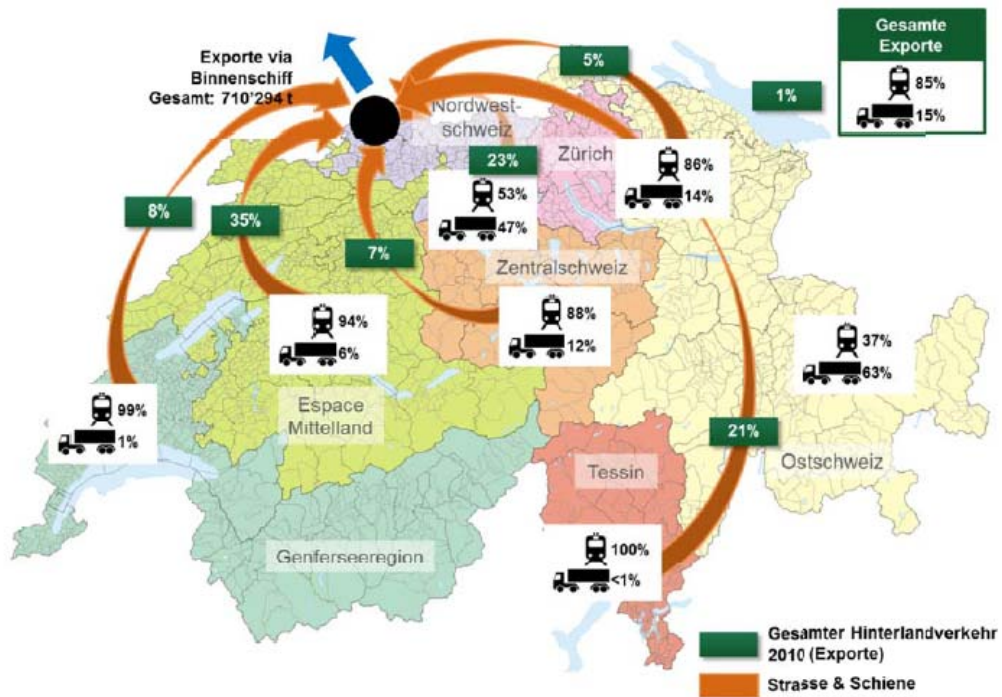 Exporte via
Binnenschiff
Gesamt: 710'294 t
5%
Gesamte
Exporte
85%
15%
1%
Nordwest-
schweiz
Zürich
23%
53%
47%
86%
14%
8%
35%
7%
Zentralschweiz
88%
12%
94%
6%
37%
63%
Espace
Mittelland
99%
1%
21%
Ostschweiz
Tessin
Genferseeregion
100%
<1%
Gesamter Hinterlandverkehr
2010 (Exporte)
Strasse & Schiene